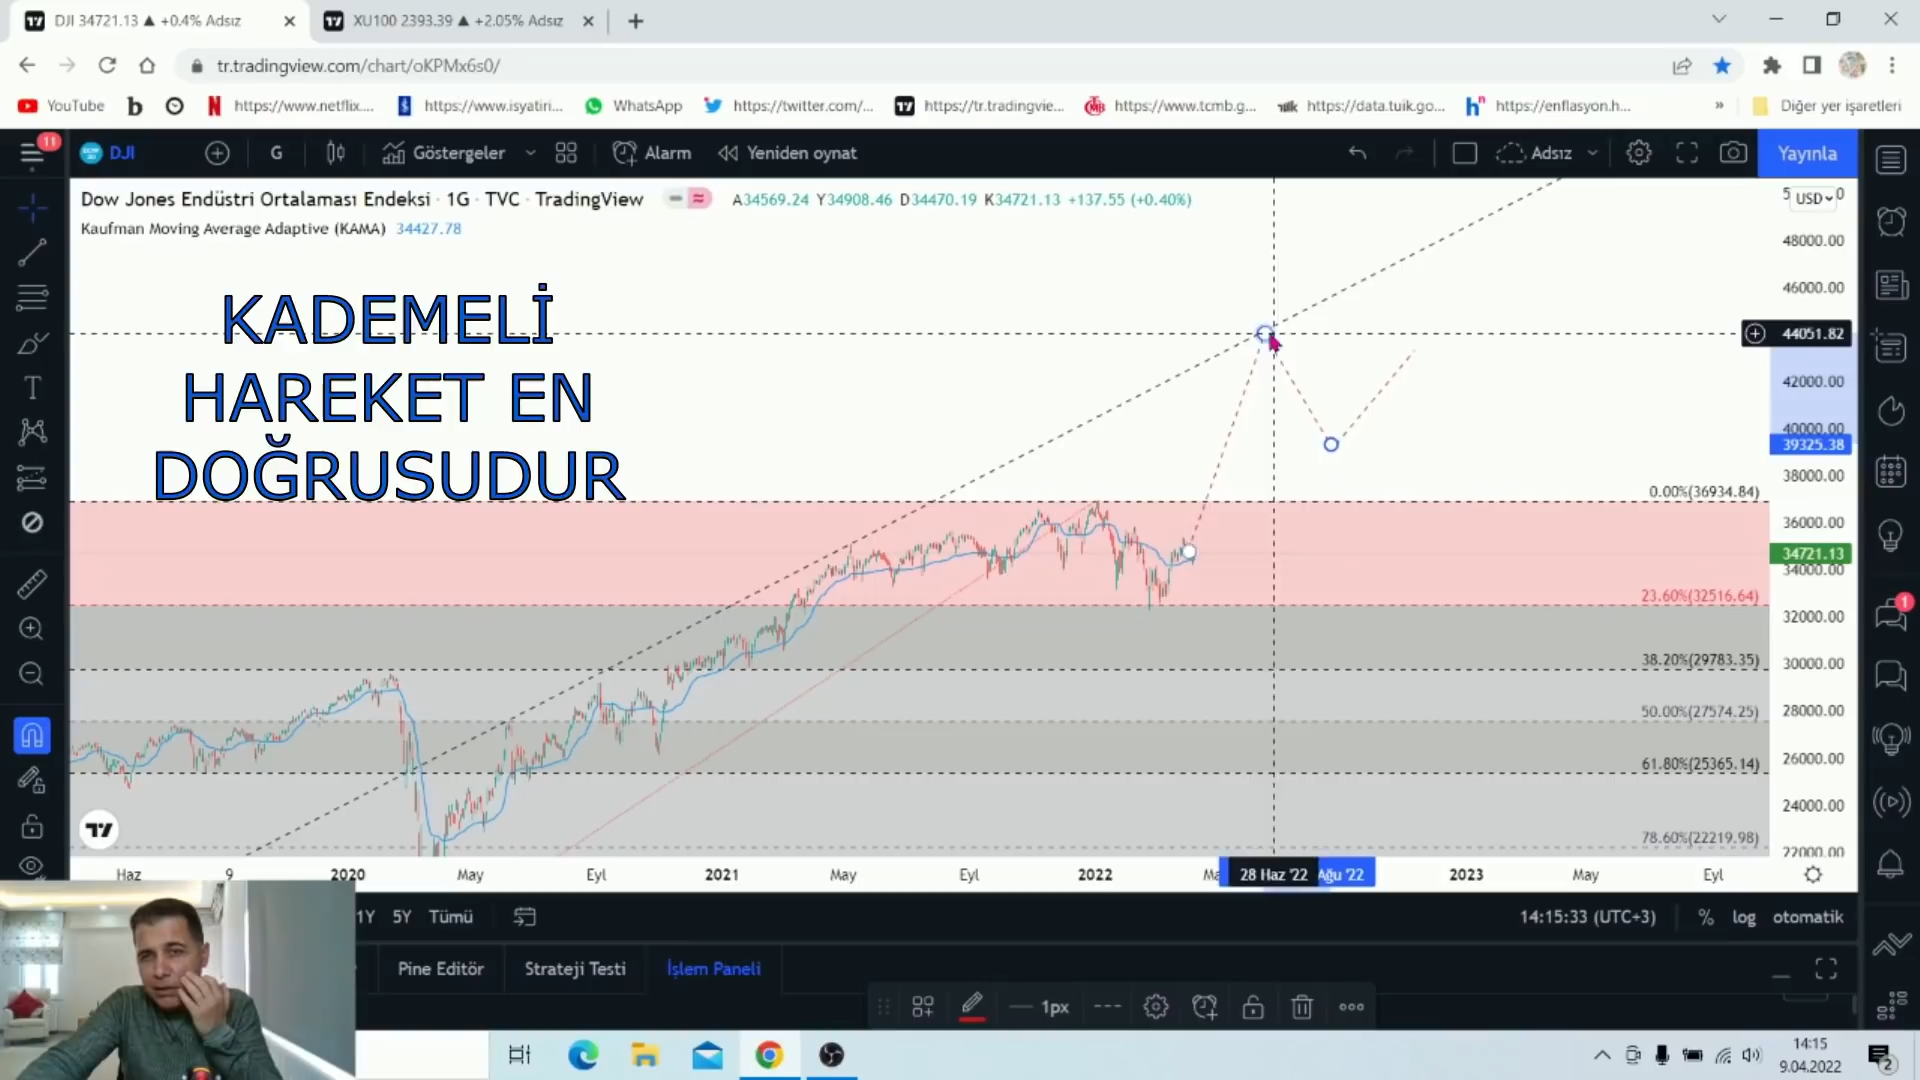 DJI 34721.13 ▲ +0.4% Adsız
XU100 2393.39 ▲ +2.05% Adsız
tr.tradingview.com/chart/oKPMx6s0/
YouTube
https://www.netflix....
https://www.isyatiri...
WhatsApp
https://twitter.com/...
https://tr.tradingvie...
https://www.tcmb.g...
https://data.tuik.go...
https://enflasyon.h...
»
Diğer yer işaretleri
11
DJI
G
Göstergeler
Alarm
Yeniden oynat
Adsız
Yayınla
Dow Jones Endüstri Ortalaması Endeksi · 1G · TVC · TradingView
A34569.24 Y34908.46 D34470.19 K34721.13 +137.55 (+0.40%)
Kaufman Moving Average Adaptive (KAMA) 34427.78
USD
48000.00
46000.00
44051.82
42000.00
40000.00
39325.38
38000.00
36000.00
34721.13
34000.00
32000.00
30000.00
28000.00
26000.00
24000.00
22000.00
KADEMELİ
HAREKET EN
DOĞRUSUDUR
0.00%(36934.84)
23.60%(32516.64)
38.20%(29783.35)
50.00%(27574.25)
61.80%(25365.14)
78.60%(22219.98)
1
Haz
9
2020
May
Eyl
2021
May
Eyl
2022
28 Haz '22
Ağu '22
2023
May
Eyl
1Y
5Y
Tümü
14:15:33 (UTC+3)
%
log
otomatik
Pine Editör
Strateji Testi
İşlem Paneli
1px
14:15
9.04.2022
2